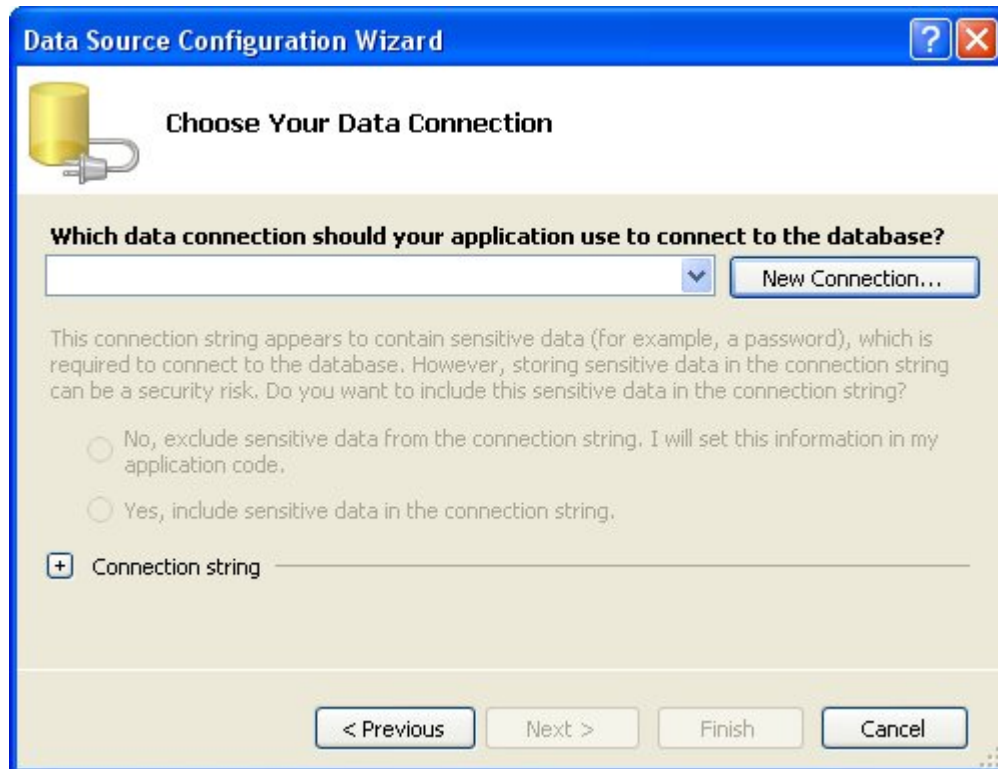 Data Source Configuration Wizard
Choose Your Data Connection
Which data connection should your application use to connect to the database?
New Connection...
This connection string appears to contain sensitive data (for example, a password), which is
required to connect to the database. However, storing sensitive data in the connection string
can be a security risk. Do you want to include this sensitive data in the connection string?
No, exclude sensitive data from the connection string. I will set this information in my
application code.
Yes, include sensitive data in the connection string.
Connection string
< Previous
Next >
Finish
Cancel